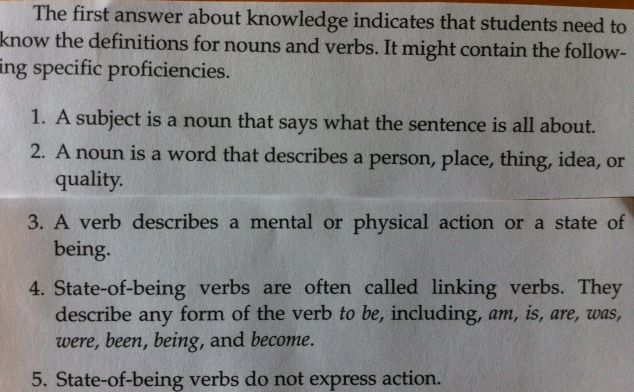 The first answer about knowledge indicates that students need to
know the definitions for nouns and verbs. It might contain the follow-
ing specific proficiencies.
1. A subject is a noun that says what the sentence is all about.
2. A noun is a word that describes a person, place, thing, idea, or
quality.
3. A verb describes a mental or physical action or a state of
being.
4. State-of-being verbs are often called linking verbs. They
describe any form of the verb to be, including, am, is, are, was,
were, been, being, and become.
5. State-of-being verbs do not express action.